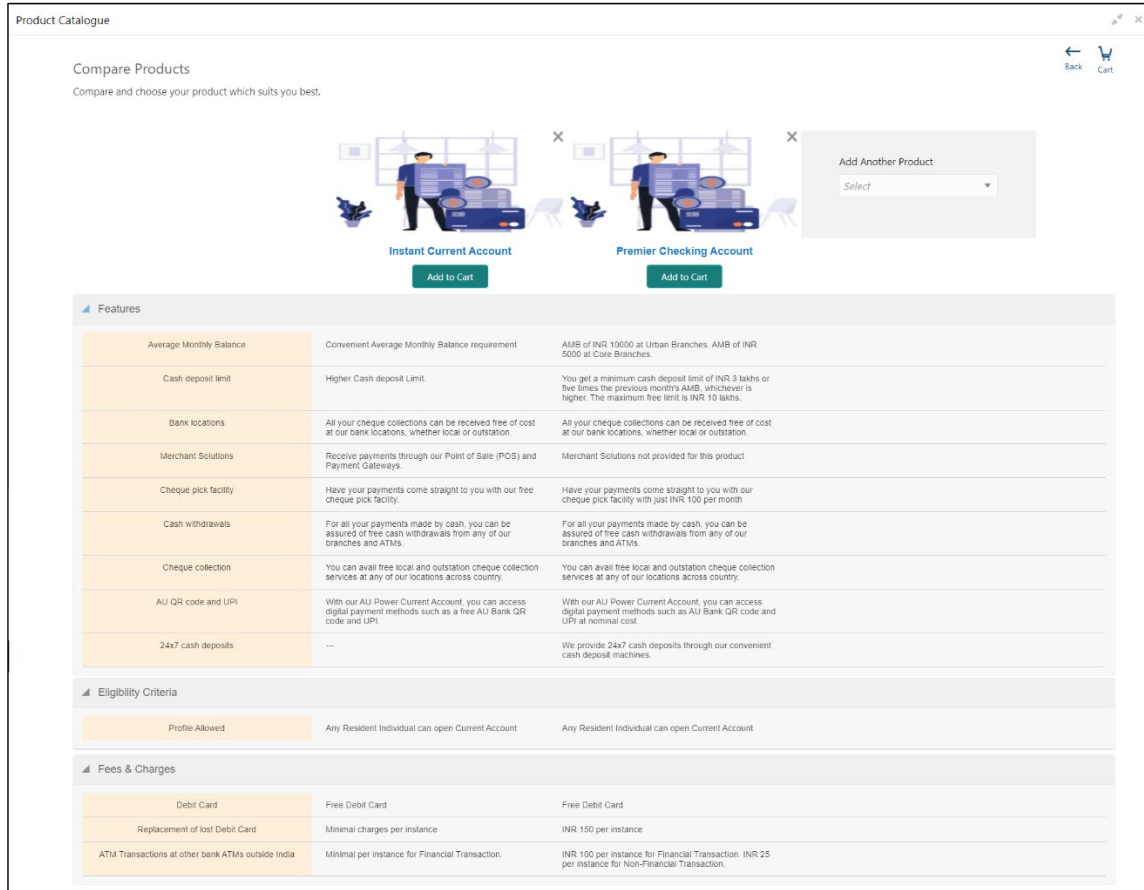 Product Catalogue
Back
Cart
Compare Products
Compare and choose your product which suits you best.
Add Another Product
Select
Instant Current Account
Premier Checking Account
Add to Cart
Add to Cart
Features
Average Monthly Balance
Convenient Average Monthly Balance requirement
AMB of INR 10000 at Urban Branches. AMB of INR
5000 at Core Branches.
Cash deposit limit
Higher Cash deposit Limit.
You get a minimum cash deposit limit of INR 3 lakhs or
five times the previous month's AMB, whichever is
higher. The maximum free limit is INR 10 lakhs.
Bank locations
All your cheque collections can be received free of cost
at our bank locations, whether local or outstation.
All your cheque collections can be received free of cost
at our bank locations, whether local or outstation.
Merchant Solutions
Receive payments through our Point of Sale (POS) and
Payment Gateways.
Merchant Solutions not provided for this product
Cheque pick facility
Have your payments come straight to you with our free
cheque pick facility.
Have your payments come straight to you with our
cheque pick facility with just INR 100 per month
Cash withdrawals
For all your payments made by cash, you can be
assured of free cash withdrawals from any of our
branches and ATMs.
For all your payments made by cash, you can be
assured of free cash withdrawals from any of our
branches and ATMs.
Cheque collection
You can avail free local and outstation cheque collection
services at any of our locations across country.
You can avail free local and outstation cheque collection
services at any of our locations across country.
AU QR code and UPI
With our AU Power Current Account, you can access
digital payment methods such as a free AU Bank QR
code and UPI.
With our AU Power Current Account, you can access
digital payment methods such as AU Bank QR code and
UPI at nominal cost.
24x7 cash deposits
---
We provide 24x7 cash deposits through our convenient
cash deposit machines.
Eligibility Criteria
Profile Allowed
Any Resident Individual can open Current Account
Any Resident Individual can open Current Account
Fees & Charges
Debit Card
Free Debit Card
Free Debit Card
Replacement of lost Debit Card
Minimal charges per instance
INR 150 per instance
ATM Transactions at other bank ATMs outside India
Minimal per instance for Financial Transaction.
INR 100 per instance for Financial Transaction. INR 25
per instance for Non-Financial Transaction.